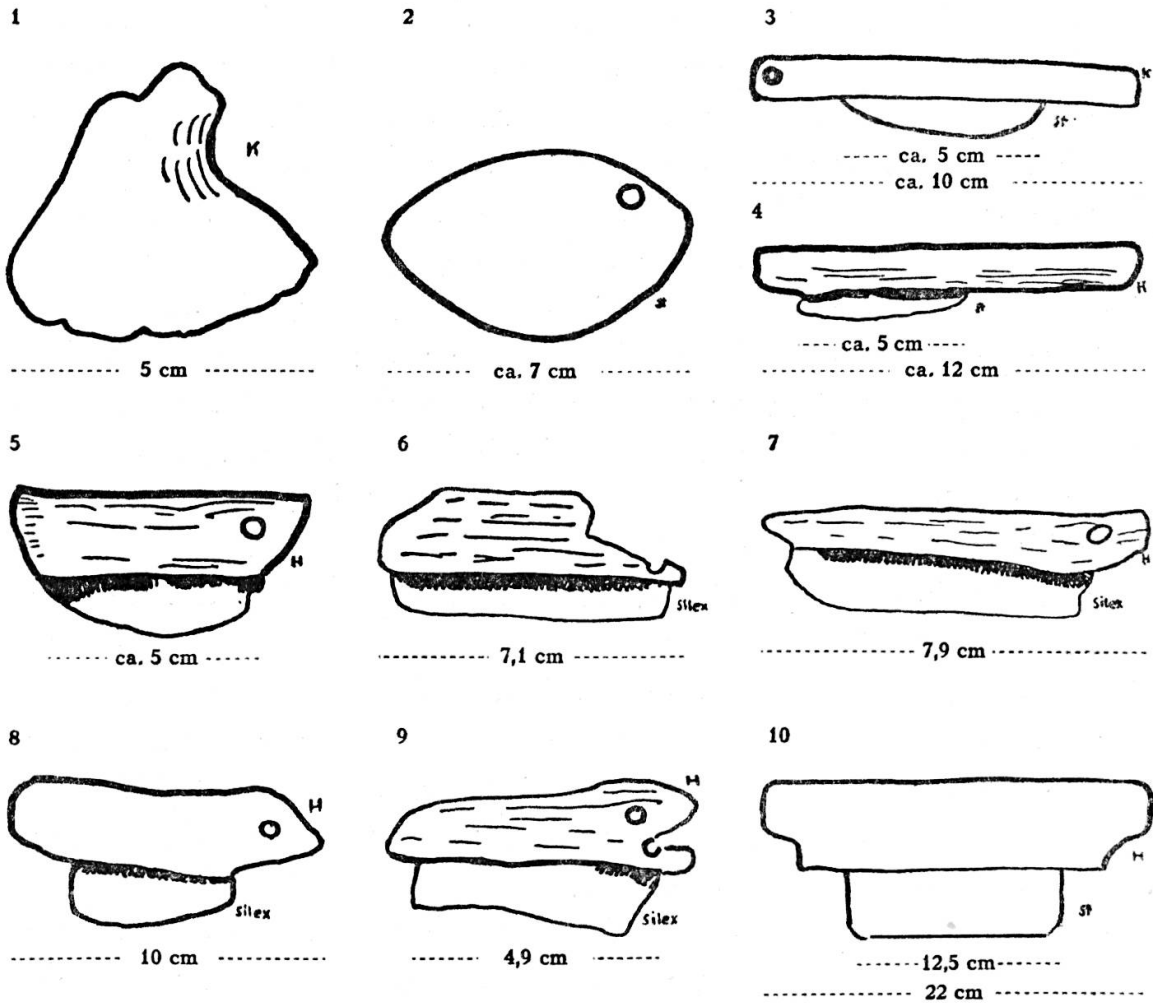 1
2
3
K
K
St
ca. 5 cm
ca. 10 cm
4
H
ca. 5 cm
ca. 12 cm
5 cm
ca. 7 cm
5
6
7
H
Silex
H
Silex
ca. 5 cm
7,1 cm
7,9 cm
8
9
10
H
H
H
Silex
Silex
St
10 cm
4,9 cm
12,5 cm
22 cm